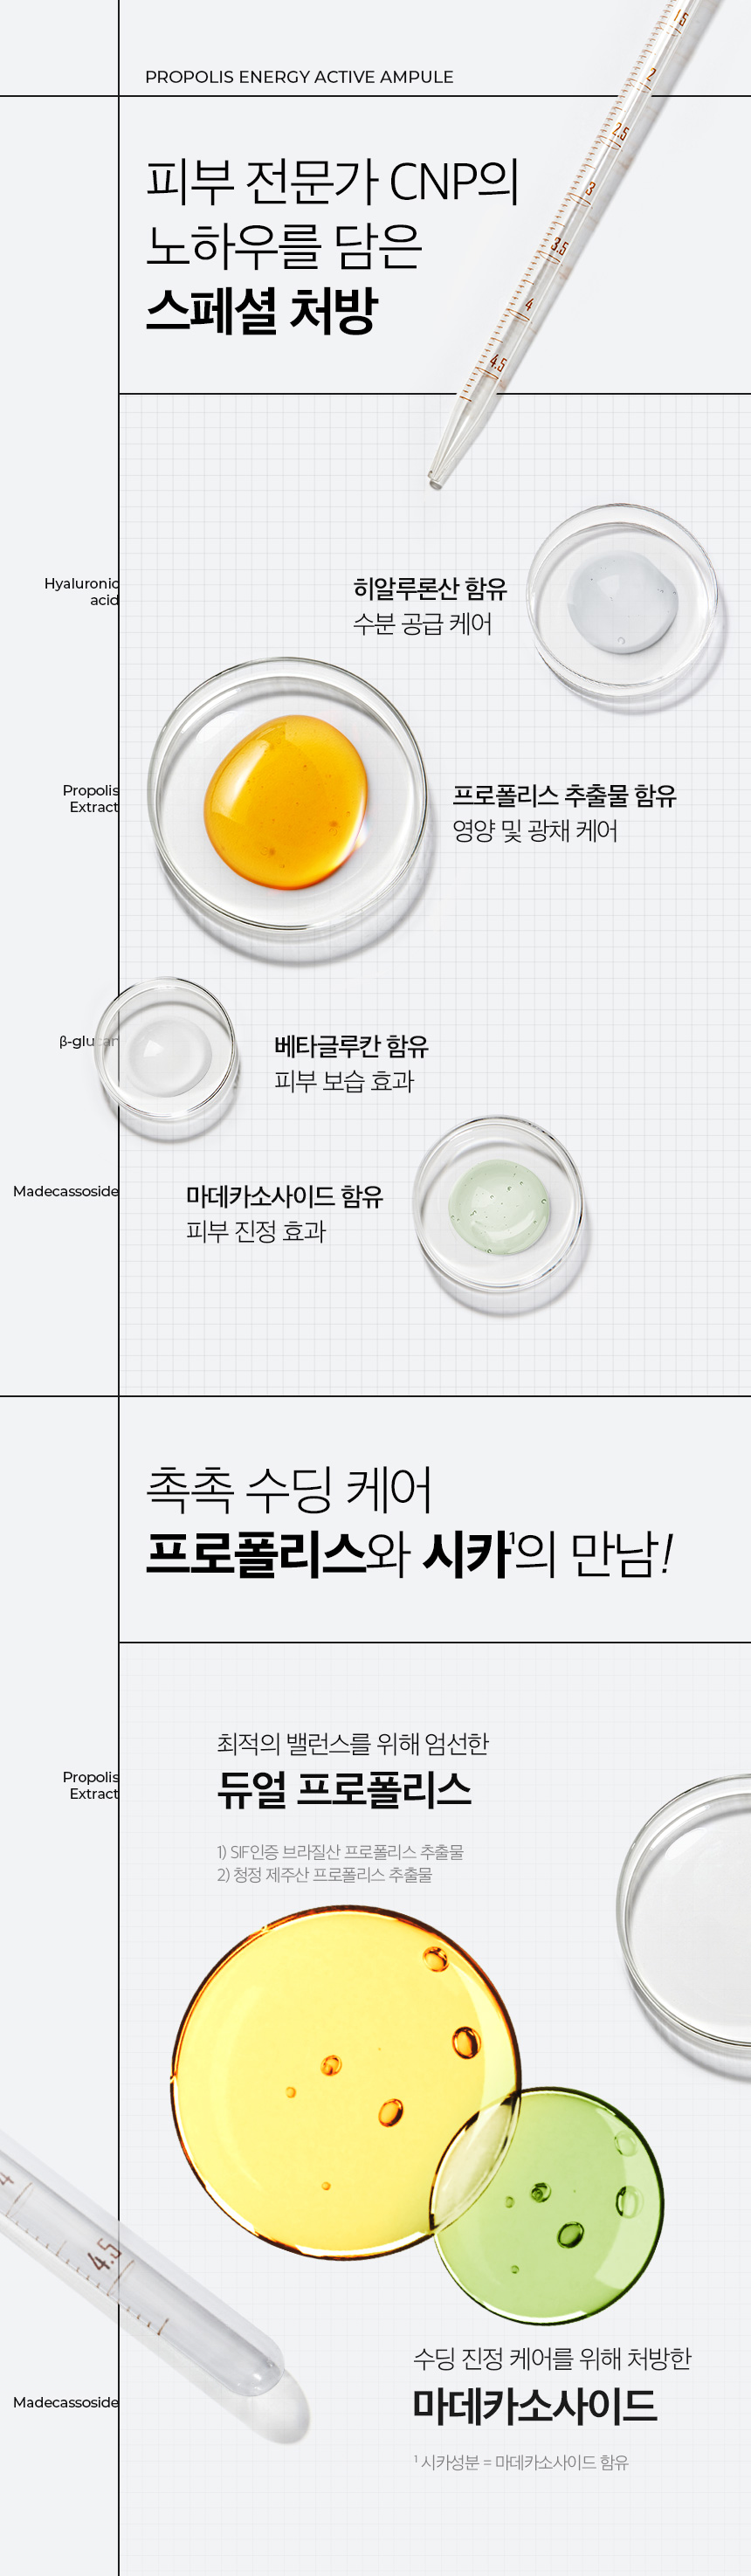 PROPOLIS ENERGY ACTIVE AMPULE
피부 전문가 CNP의
노하우를 담은
스페셜 처방
1.5
2
2.5
3
3.5
4
4.5
Hyaluronic
acid
히알루론산 함유
수분 공급 케어
Propolis
Extract
프로폴리스 추출물 함유
영양 및 광채 케어
β-glucan
베타글루칸 함유
피부 보습 효과
Madecassoside
마데카소사이드 함유
피부 진정 효과
촉촉 수딩 케어
프로폴리스와 시카¹의 만남!
최적의 밸런스를 위해 엄선한
듀얼 프로폴리스
Propolis
Extract
1) SIF인증 브라질산 프로폴리스 추출물
2) 청정 제주산 프로폴리스 추출물
4
4.5
수딩 진정 케어를 위해 처방한
마데카소사이드
Madecassoside
¹ 시카성분 = 마데카소사이드 함유